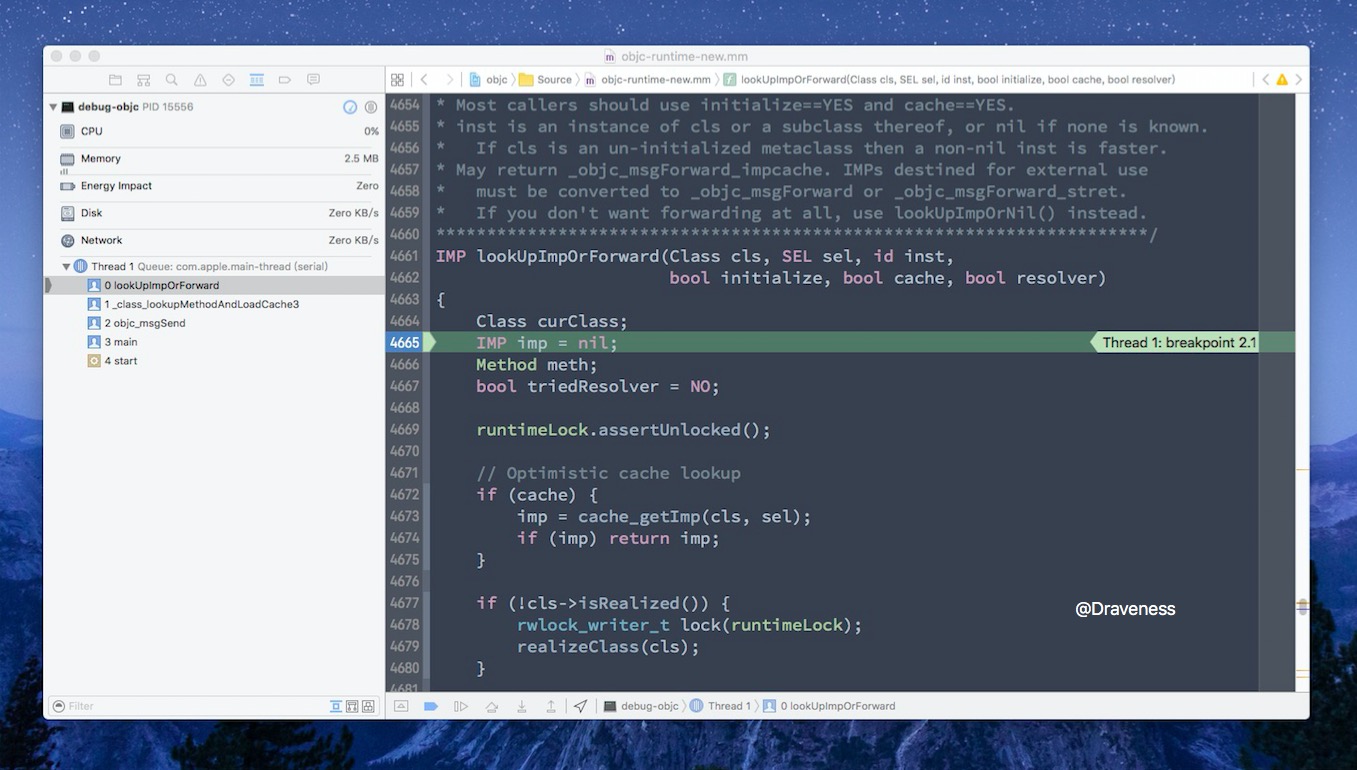 objc-runtime-new.mm
objc
Source
objc-runtime-new.mm
lookUpImpOrForward(Class cls, SEL sel, id inst, bool initialize, bool cache, bool resolver)
debug-objc PID 15556
CPU 0%
Memory 2.5 MB
Energy Impact Zero
Disk Zero KB/s
Network Zero KB/s
Thread 1 Queue: com.apple.main-thread (serial)
0 lookUpImpOrForward
1 _class_lookupMethodAndLoadCache3
2 objc_msgSend
3 main
4 start
4654 * Most callers should use initialize==YES and cache==YES.
4655 * inst is an instance of cls or a subclass thereof, or nil if none is known.
4656 *   If cls is an un-initialized metaclass then a non-nil inst is faster.
4657 * May return _objc_msgForward_impcache. IMPs destined for external use
4658 *   must be converted to _objc_msgForward or _objc_msgForward_stret.
4659 *   If you don't want forwarding at all, use lookUpImpOrNil() instead.
4660 **********************************************************************/
4661 IMP lookUpImpOrForward(Class cls, SEL sel, id inst,
4662                        bool initialize, bool cache, bool resolver)
4663 {
4664     Class curClass;
4665     IMP imp = nil; Thread 1: breakpoint 2.1
4666     Method meth;
4667     bool triedResolver = NO;
4668
4669     runtimeLock.assertUnlocked();
4670
4671     // Optimistic cache lookup
4672     if (cache) {
4673         imp = cache_getImp(cls, sel);
4674         if (imp) return imp;
4675     }
4676
4677     if (!cls->isRealized()) {
4678         rwlock_writer_t lock(runtimeLock);
4679         realizeClass(cls);
4680     }
4681
@Draveness
Filter
debug-objc
Thread 1
0 lookUpImpOrForward